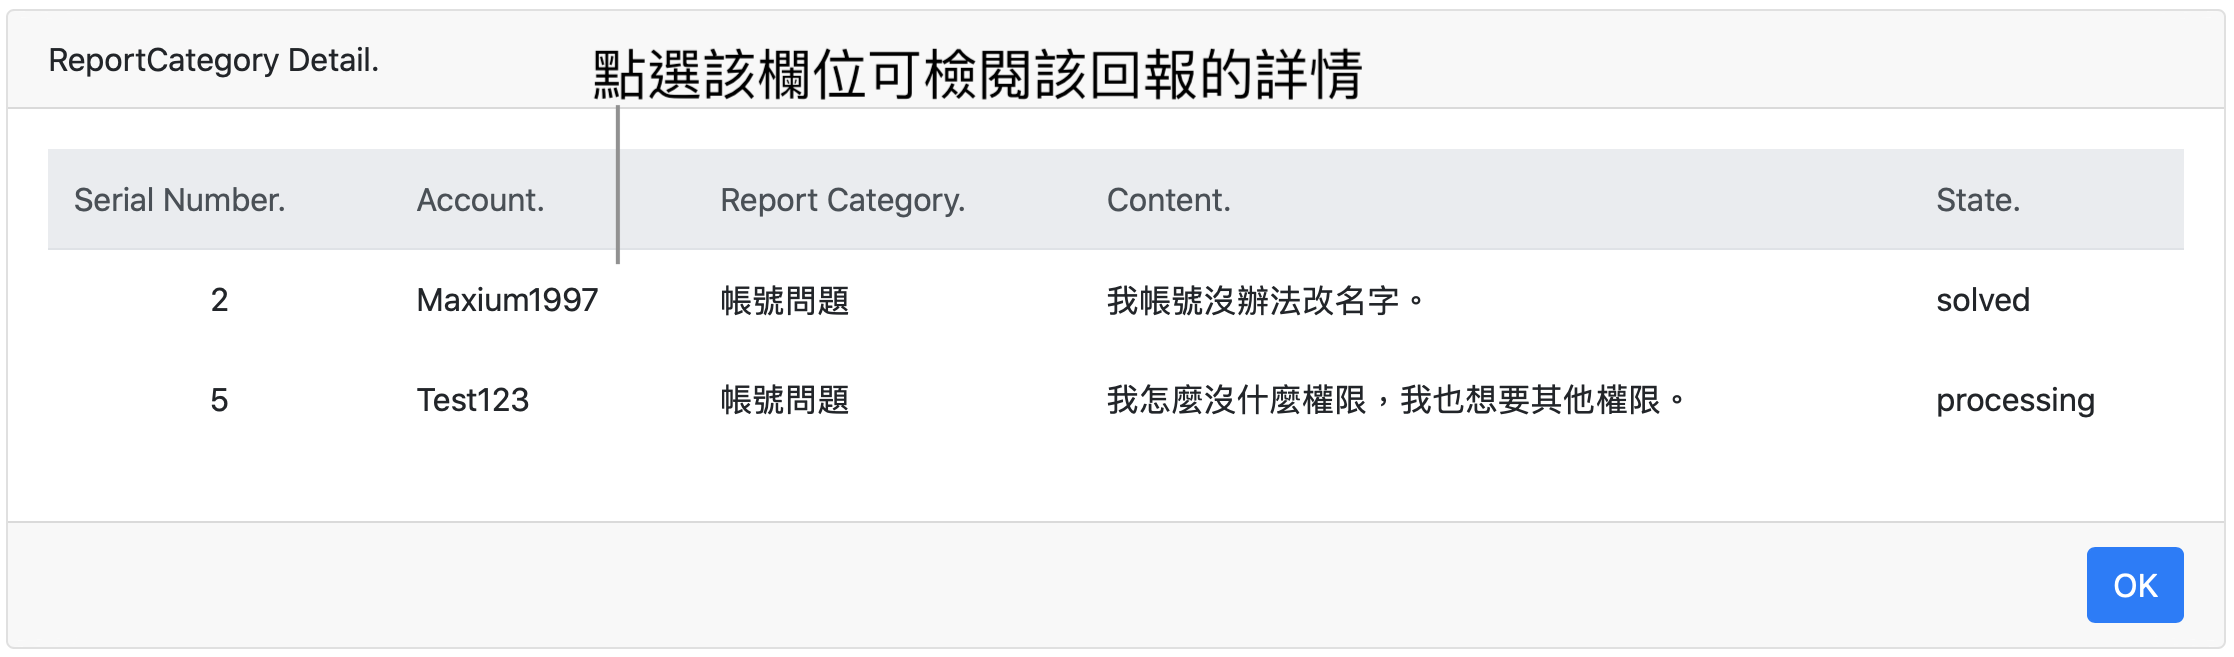 ReportCategory Detail.
點選該欄位可檢閱該回報的詳情
Serial Number. Account. Report Category. Content. State.
2 Maxium1997 帳號問題 我帳號沒辦法改名字。 solved
5 Test123 帳號問題 我怎麼沒什麼權限，我也想要其他權限。 processing
OK